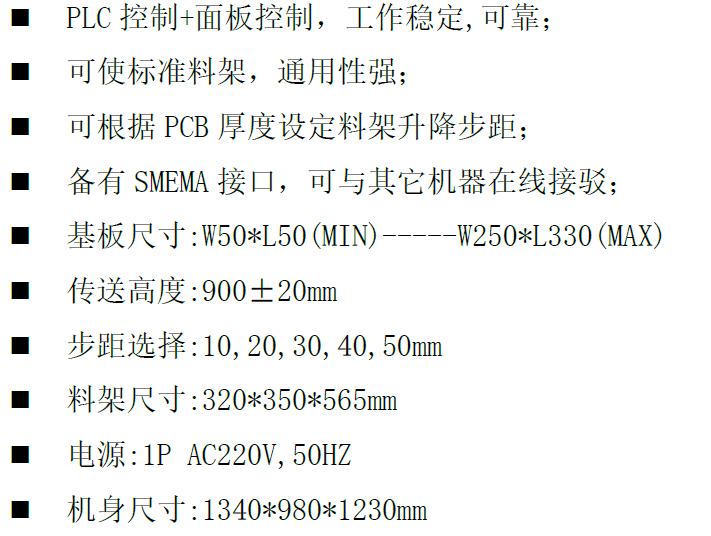 ■ PLC 控制+面板控制，工作稳定,可靠；
■ 可使标准料架，通用性强；
■ 可根据 PCB 厚度设定料架升降步距；
■ 备有 SMEMA 接口，可与其它机器在线接驳；
■ 基板尺寸:W50*L50(MIN)-----W250*L330(MAX)
■ 传送高度:900±20mm
■ 步距选择:10,20,30,40,50mm
■ 料架尺寸:320*350*565mm
■ 电源:1P AC220V,50HZ
■ 机身尺寸:1340*980*1230mm